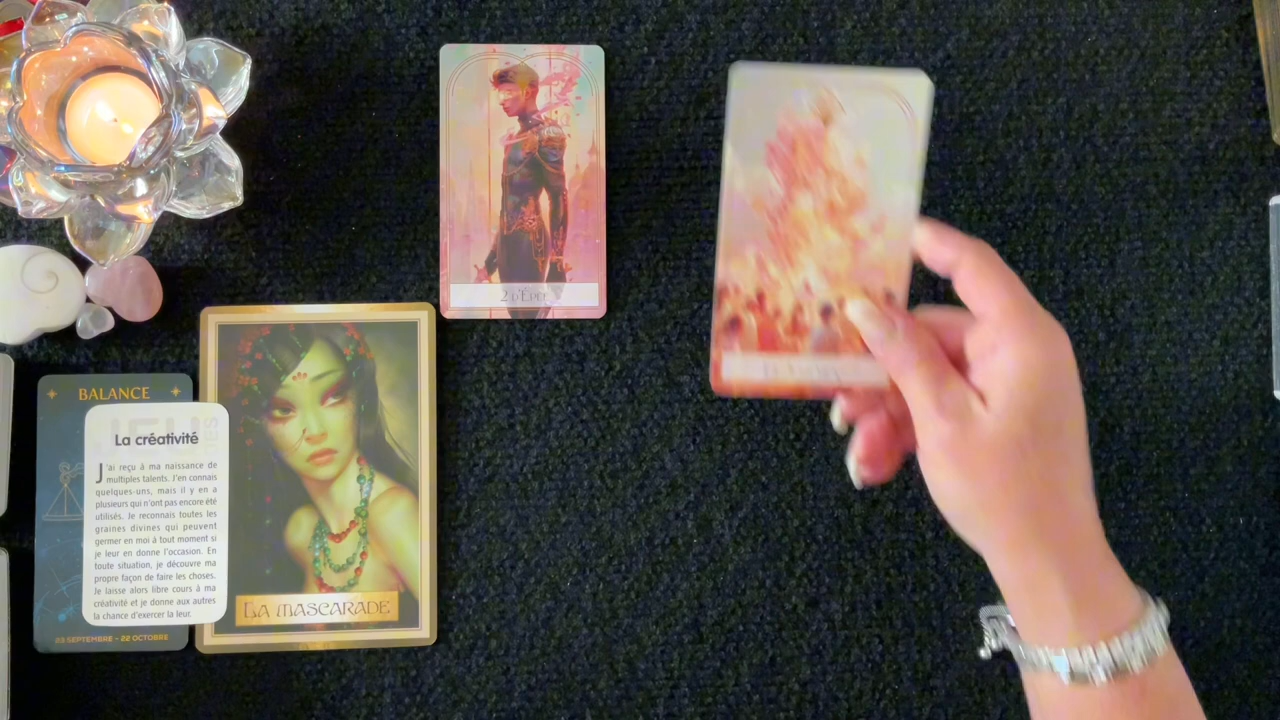 2 d'Épée
BALANCE
La créativité
J'ai reçu à ma naissance de
multiples talents. J'en connais
quelques-uns, mais il y en a
plusieurs qui n'ont pas encore été
utilisés. Je reconnais toutes les
graines divines qui peuvent
germer en moi à tout moment si
je leur en donne l'occasion. En
toute situation, je découvre ma
propre façon de faire les choses.
Je laisse alors libre cours à ma
créativité et je donne aux autres
la chance d'exercer la leur.
23 SEPTEMBRE - 22 OCTOBRE
LA MASCARADE